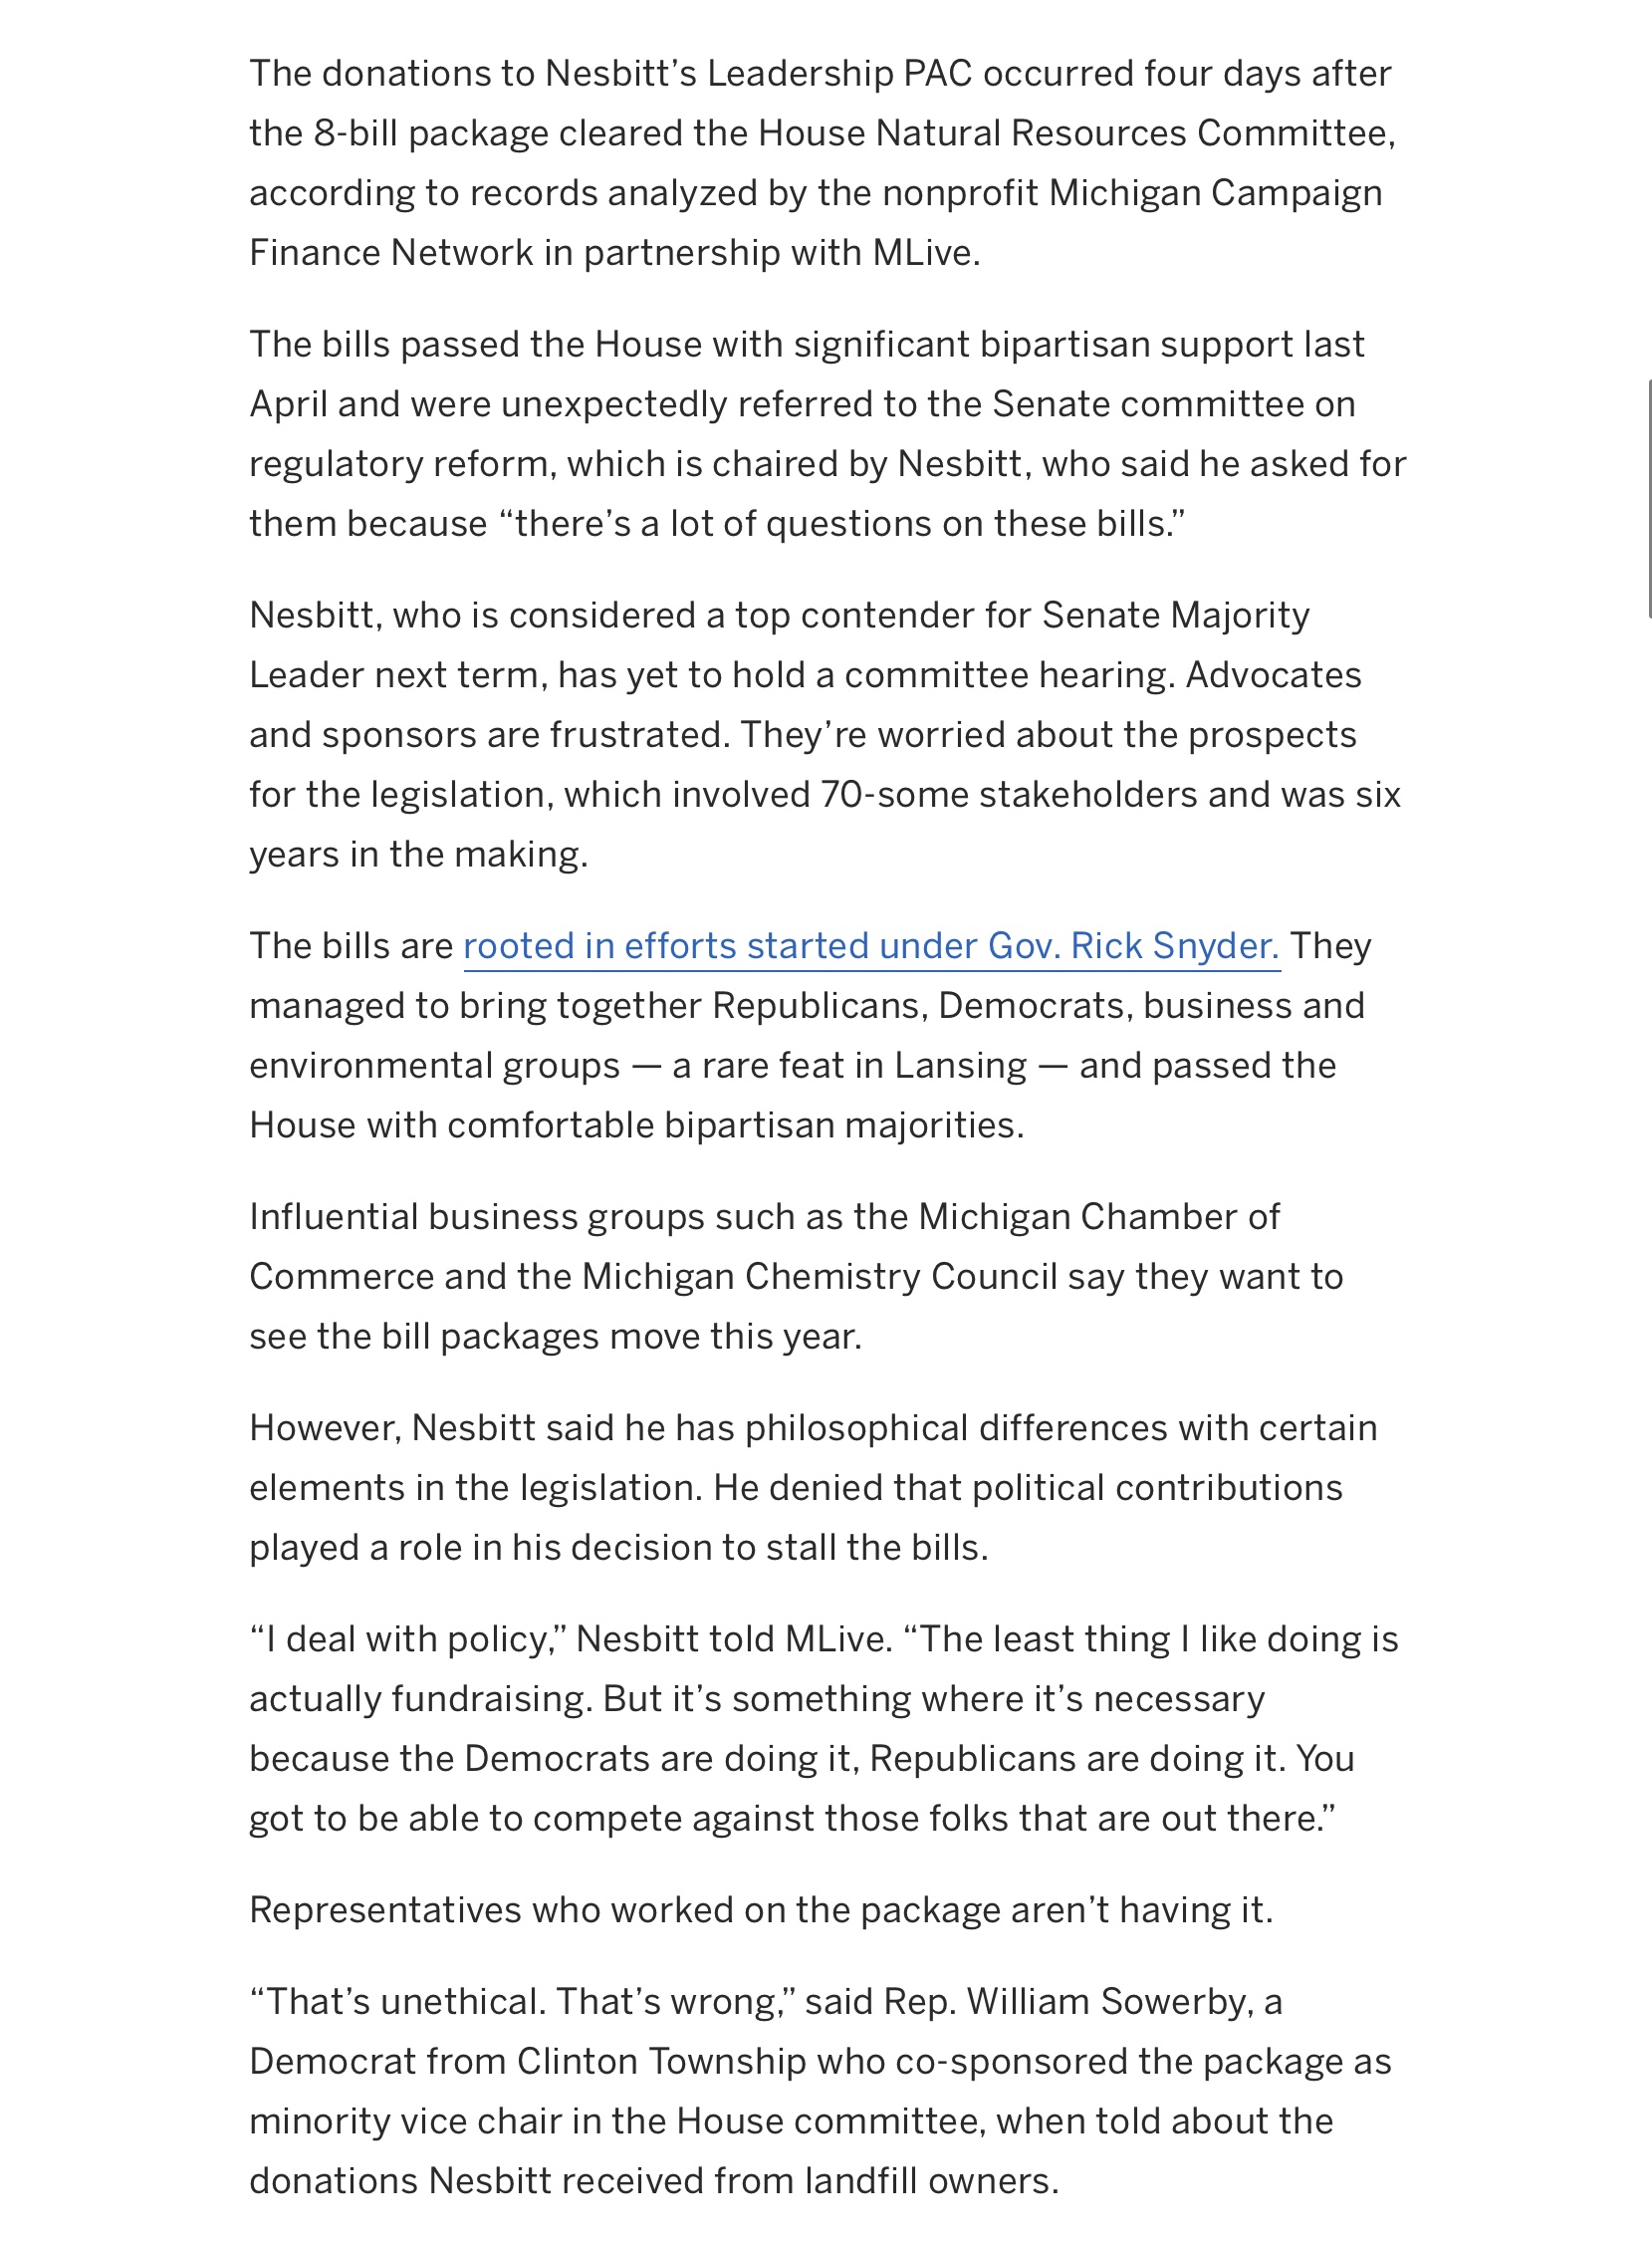 The donations to Nesbitt’s Leadership PAC occurred four days after
the 8-bill package cleared the House Natural Resources Committee,
according to records analyzed by the nonprofit Michigan Campaign
Finance Network in partnership with MLive.
The bills passed the House with significant bipartisan support last
April and were unexpectedly referred to the Senate committee on
regulatory reform, which is chaired by Nesbitt, who said he asked for
them because “there’s a lot of questions on these bills.”
Nesbitt, who is considered a top contender for Senate Majority
Leader next term, has yet to hold a committee hearing. Advocates
and sponsors are frustrated. They’re worried about the prospects
for the legislation, which involved 70-some stakeholders and was six
years in the making.
The bills are rooted in efforts started under Gov. Rick Snyder. They
managed to bring together Republicans, Democrats, business and
environmental groups — a rare feat in Lansing — and passed the
House with comfortable bipartisan majorities.
Influential business groups such as the Michigan Chamber of
Commerce and the Michigan Chemistry Council say they want to
see the bill packages move this year.
However, Nesbitt said he has philosophical differences with certain
elements in the legislation. He denied that political contributions
played a role in his decision to stall the bills.
“I deal with policy,” Nesbitt told MLive. “The least thing I like doing is
actually fundraising. But it’s something where it’s necessary
because the Democrats are doing it, Republicans are doing it. You
got to be able to compete against those folks that are out there.”
Representatives who worked on the package aren’t having it.
“That’s unethical. That’s wrong,” said Rep. William Sowerby, a
Democrat from Clinton Township who co-sponsored the package as
minority vice chair in the House committee, when told about the
donations Nesbitt received from landfill owners.